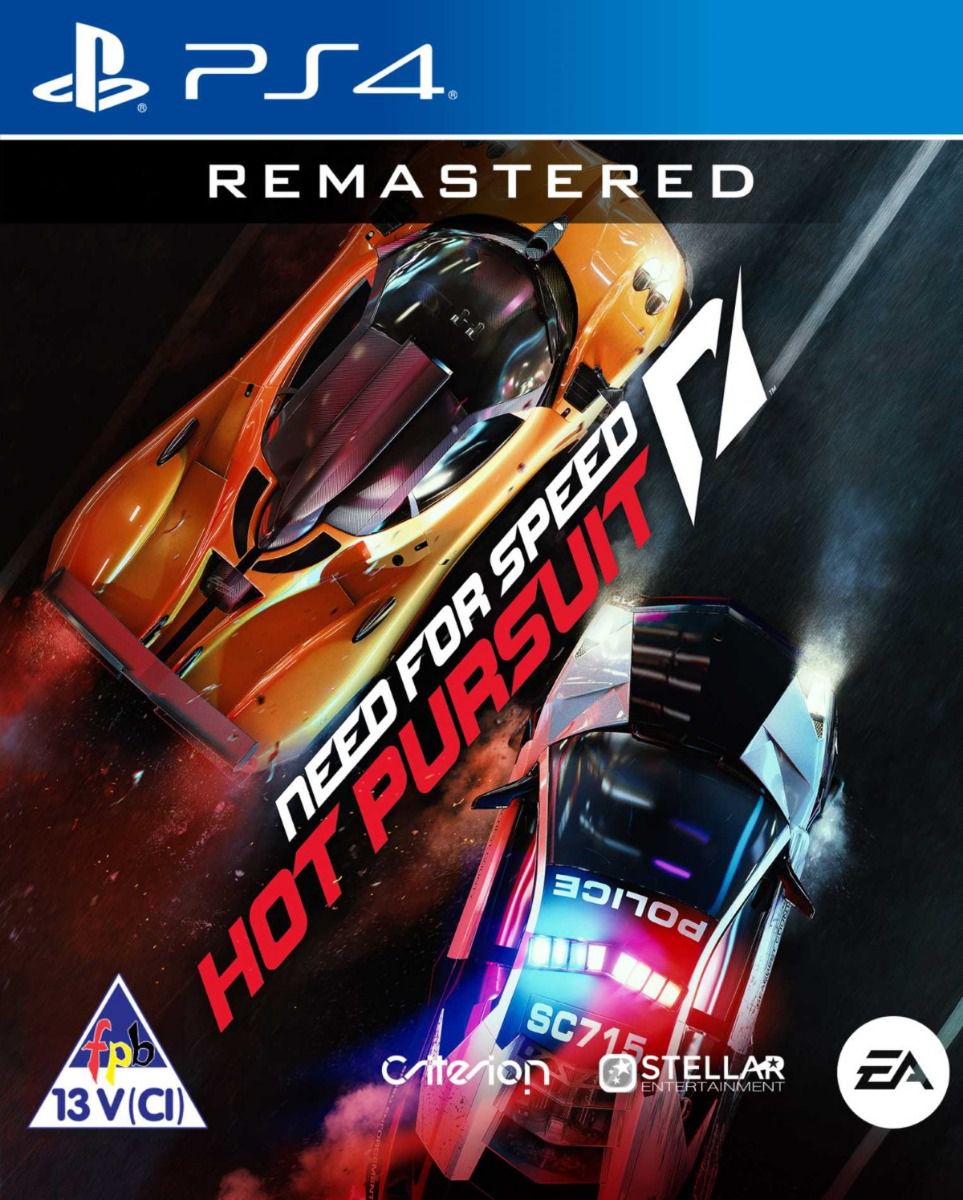 PS4
REMASTERED
NEED FOR SPEED
HOT PURSUIT
POLICE
SC715
fpb
13 V (CI)
Criterion
STELLAR
ENTERTAINMENT
EA